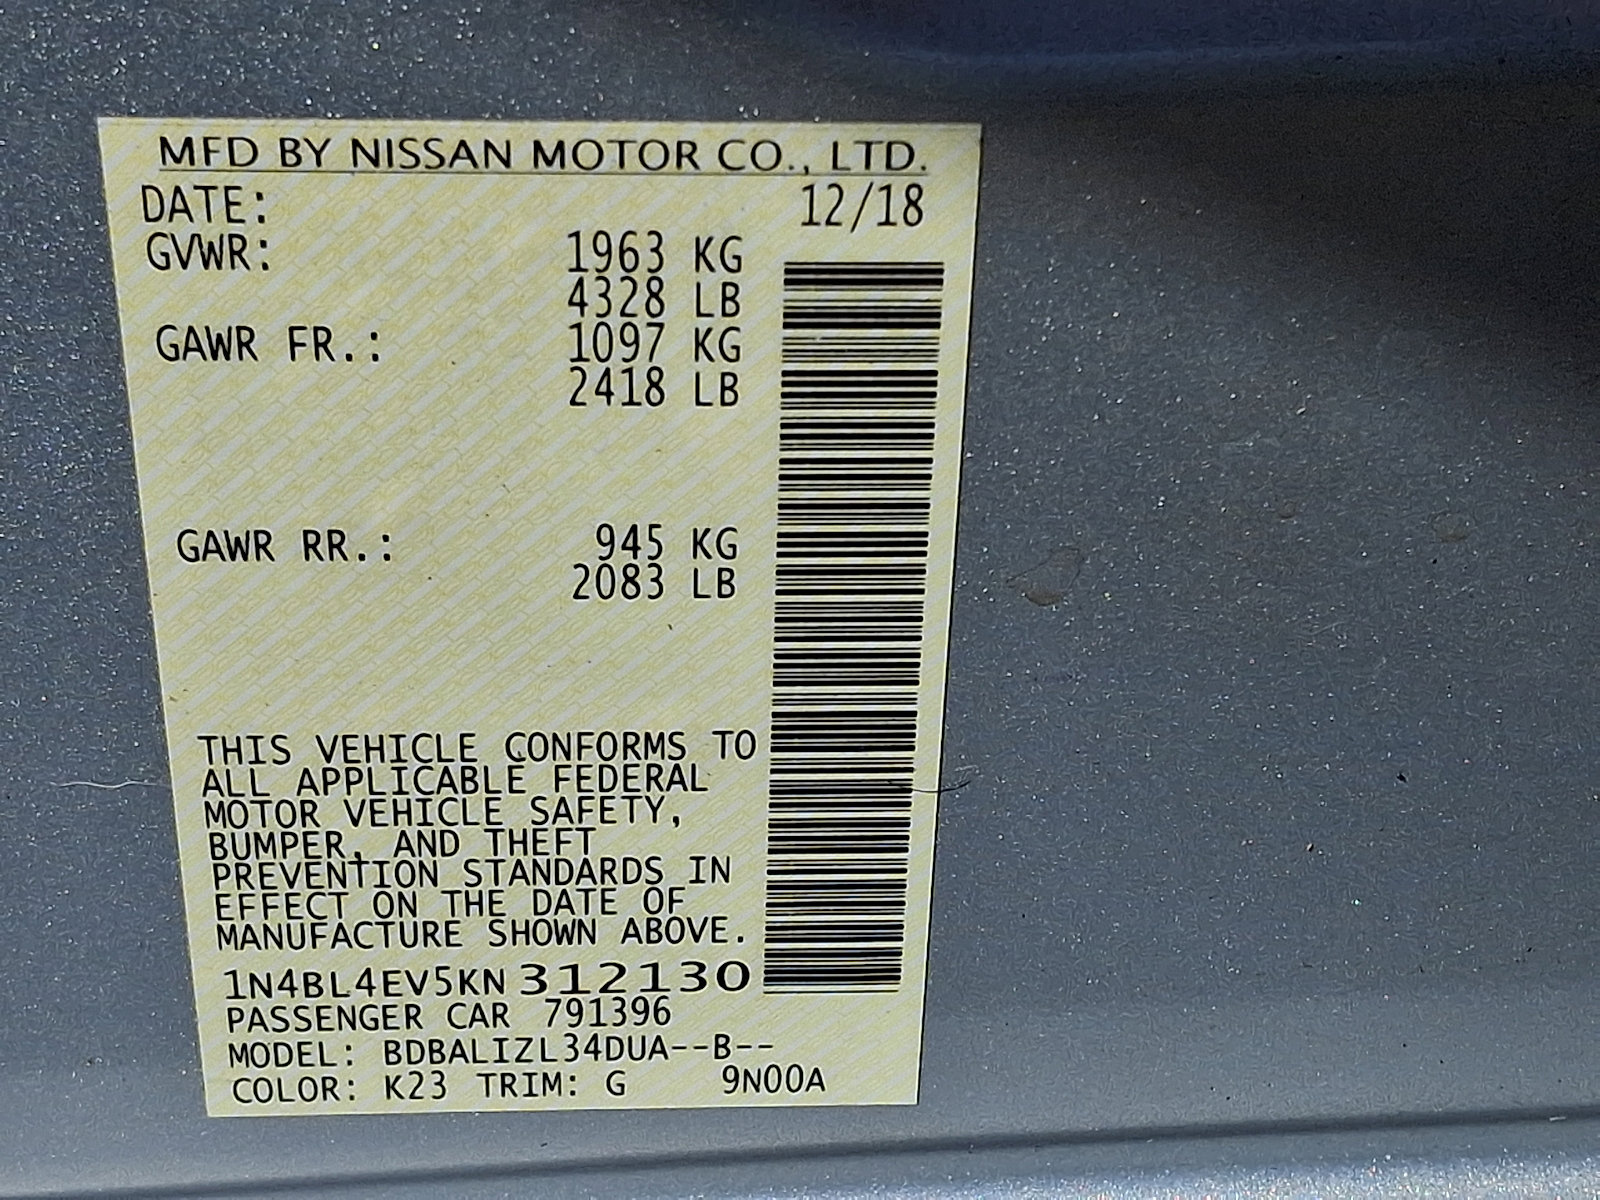 MFD BY NISSAN MOTOR CO., LTD.
DATE: 12/18
GVWR: 1963 KG
4328 LB
GAWR FR.: 1097 KG
2418 LB
GAWR RR.: 945 KG
2083 LB
THIS VEHICLE CONFORMS TO
ALL APPLICABLE FEDERAL
MOTOR VEHICLE SAFETY,
BUMPER, AND THEFT
PREVENTION STANDARDS IN
EFFECT ON THE DATE OF
MANUFACTURE SHOWN ABOVE.
1N4BL4EV5KN312130
PASSENGER CAR 791396
MODEL: BDBALIZL34DUA--B--
COLOR: K23 TRIM: G 9N00A